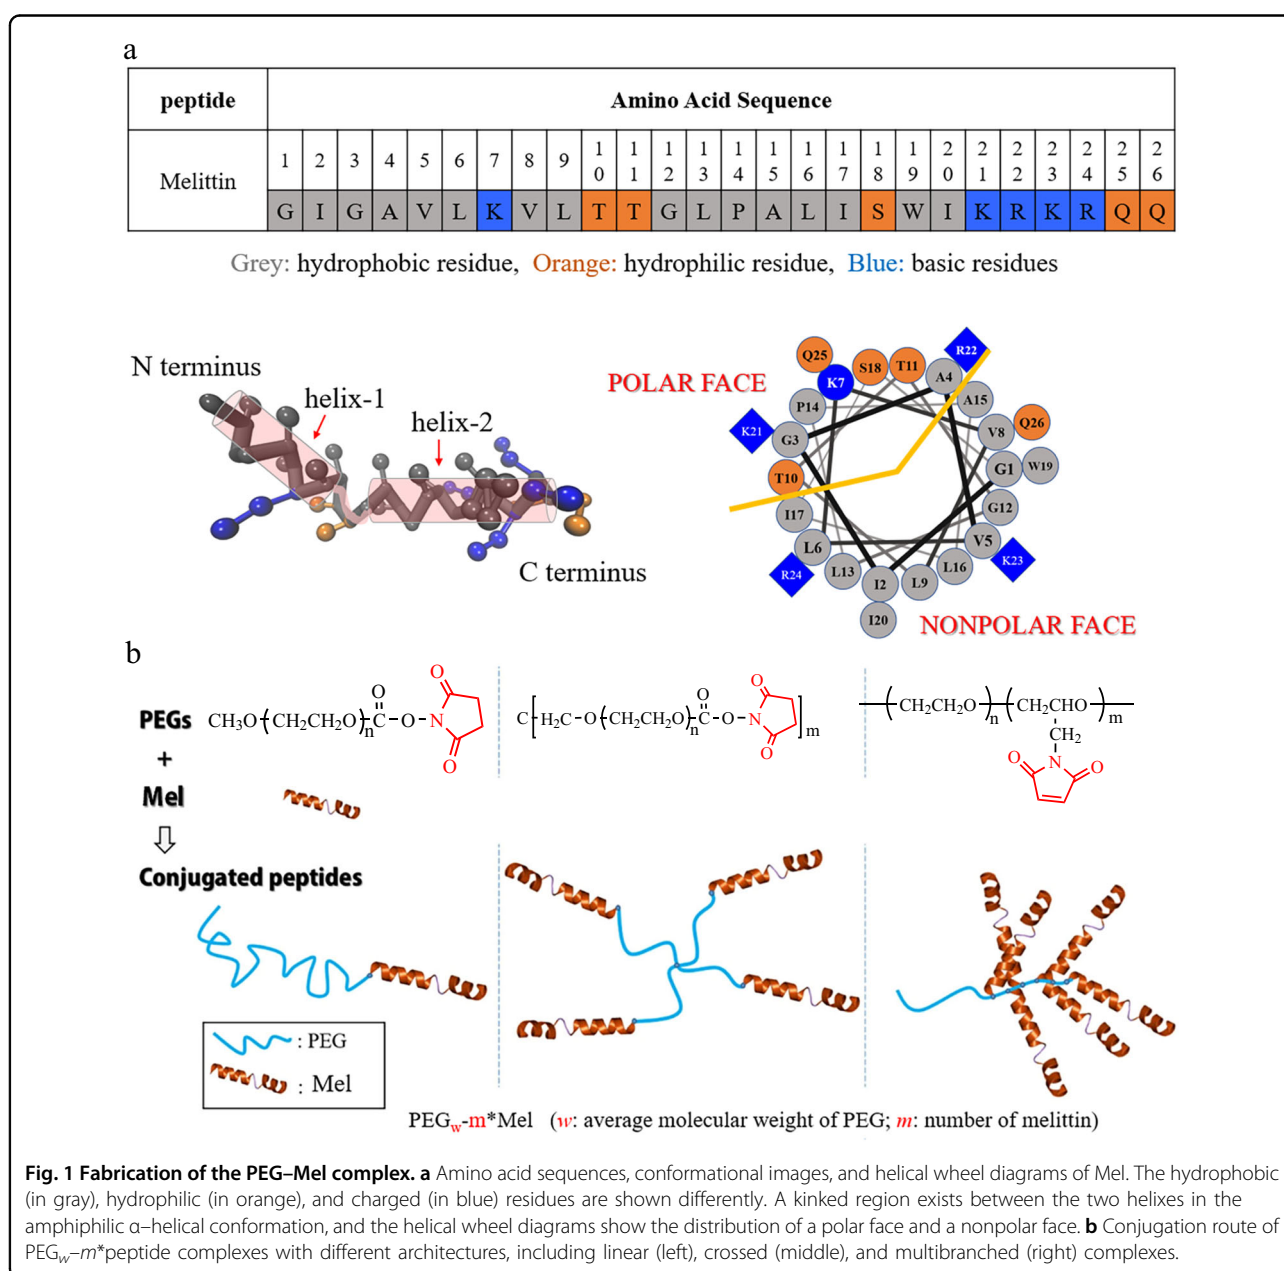 a
peptide Amino Acid Sequence
Melittin 1 2 3 4 5 6 7 8 9 10 11 12 13 14 15 16 17 18 19 20 21 22 23 24 25 26
G I G A V L K V L T T G L P A L I S W I K R K R Q Q
Grey: hydrophobic residue, Orange: hydrophilic residue, Blue: basic residues
N terminus
helix-1
helix-2
C terminus
POLAR FACE
Q25 S18 T11 A4 R22
K7 A15
P14
K21 G3 V8 Q26
T10 G1 W19
I17 G12
L6 V5
R24 L13 I2 L9 L16 K23
I20
NONPOLAR FACE
b
PEGs
+
Mel
CH₃O(CH₂CH₂O)ₙC–O–N O O O
C[H₂C–O(CH₂CH₂O)ₙC–O–N]m O O O
(CH₂CH₂O)ₙ(CH₂CHO)m
CH₂
N O O
Conjugated peptides
: PEG
: Mel
PEGw-m*Mel (w: average molecular weight of PEG; m: number of melittin)
Fig. 1 Fabrication of the PEG–Mel complex. a Amino acid sequences, conformational images, and helical wheel diagrams of Mel. The hydrophobic
(in gray), hydrophilic (in orange), and charged (in blue) residues are shown differently. A kinked region exists between the two helixes in the
amphiphilic α–helical conformation, and the helical wheel diagrams show the distribution of a polar face and a nonpolar face. b Conjugation route of
PEGw–m*peptide complexes with different architectures, including linear (left), crossed (middle), and multibranched (right) complexes.